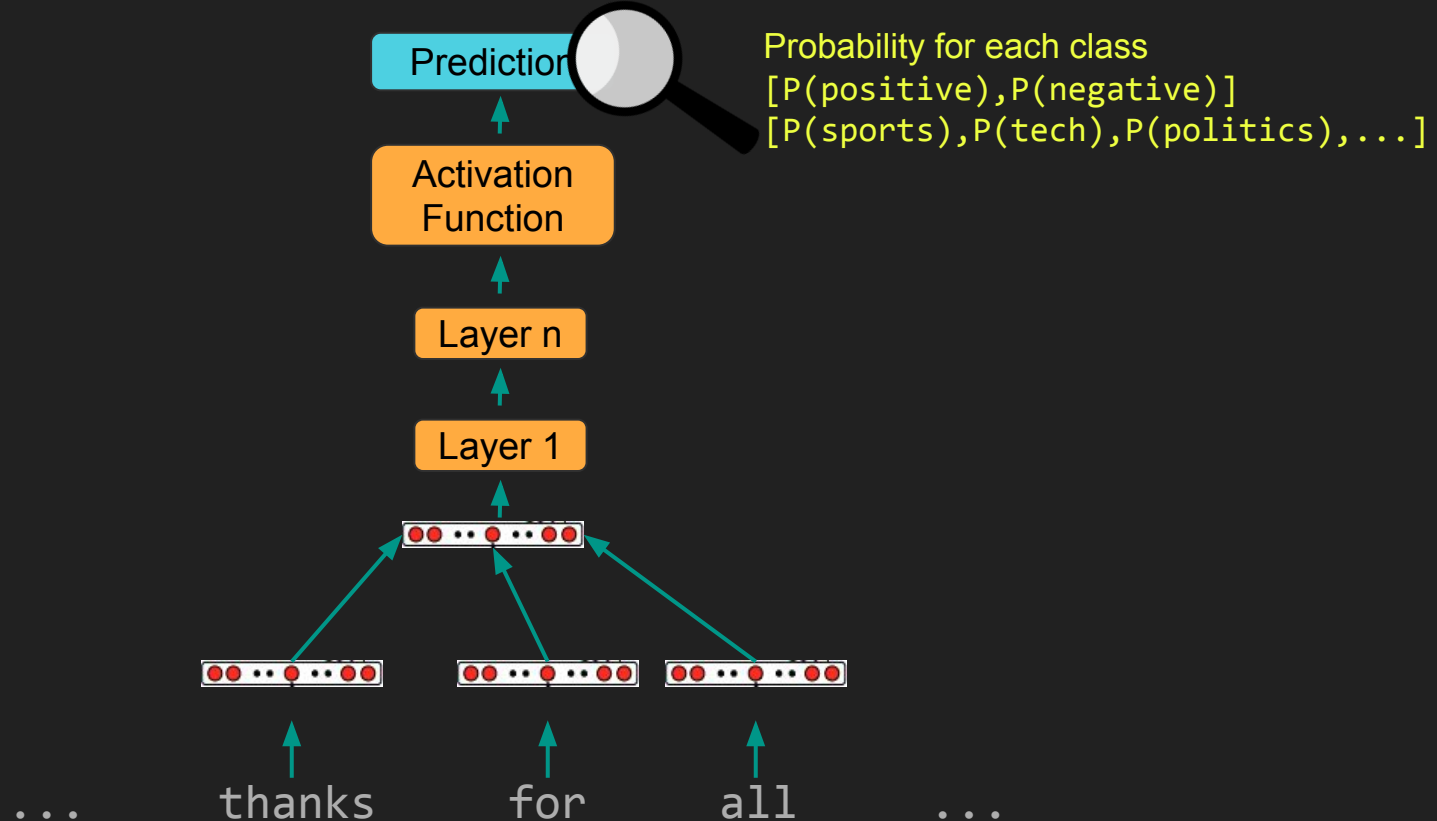 Prediction
Probability for each class
[P(positive),P(negative)]
[P(sports),P(tech),P(politics),...]
Activation
Function
Layer n
Layer 1
... thanks for all ...